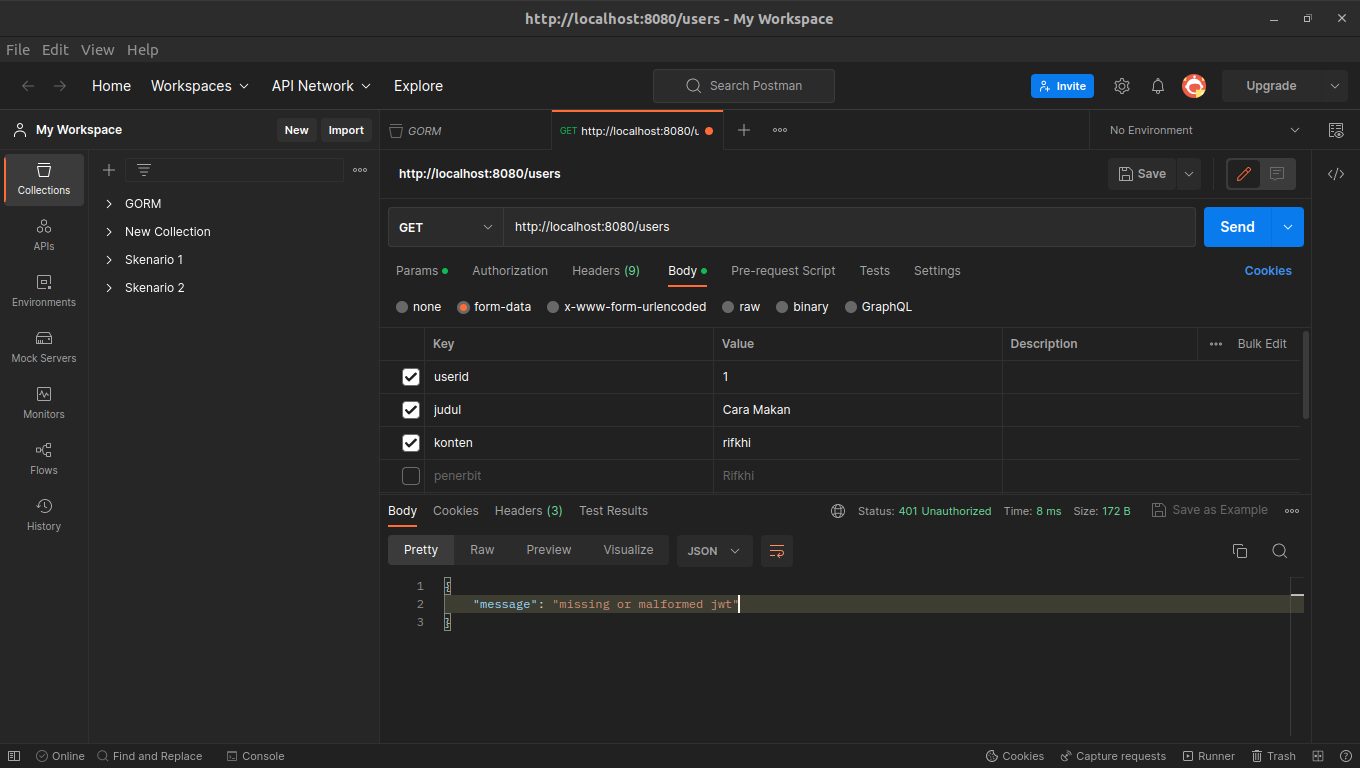 http://localhost:8080/users - My Workspace
File Edit View Help
Home Workspaces API Network Explore
Search Postman
Invite
Upgrade
My Workspace
New Import
GORM
GET http://localhost:8080/u
No Environment
Collections
APIs
Environments
Mock Servers
Monitors
Flows
History
GORM
New Collection
Skenario 1
Skenario 2
http://localhost:8080/users
Save
</>
GET http://localhost:8080/users
Send
Params Authorization Headers (9) Body Pre-request Script Tests Settings Cookies
none form-data x-www-form-urlencoded raw binary GraphQL
Key Value Description Bulk Edit
userid 1
judul Cara Makan
konten rifkhi
penerbit Rifkhi
Body Cookies Headers (3) Test Results
Status: 401 Unauthorized Time: 8 ms Size: 172 B Save as Example
Pretty Raw Preview Visualize JSON
1 {
2 "message": "missing or malformed jwt"
3 }
Online Find and Replace Console Cookies Capture requests Runner Trash